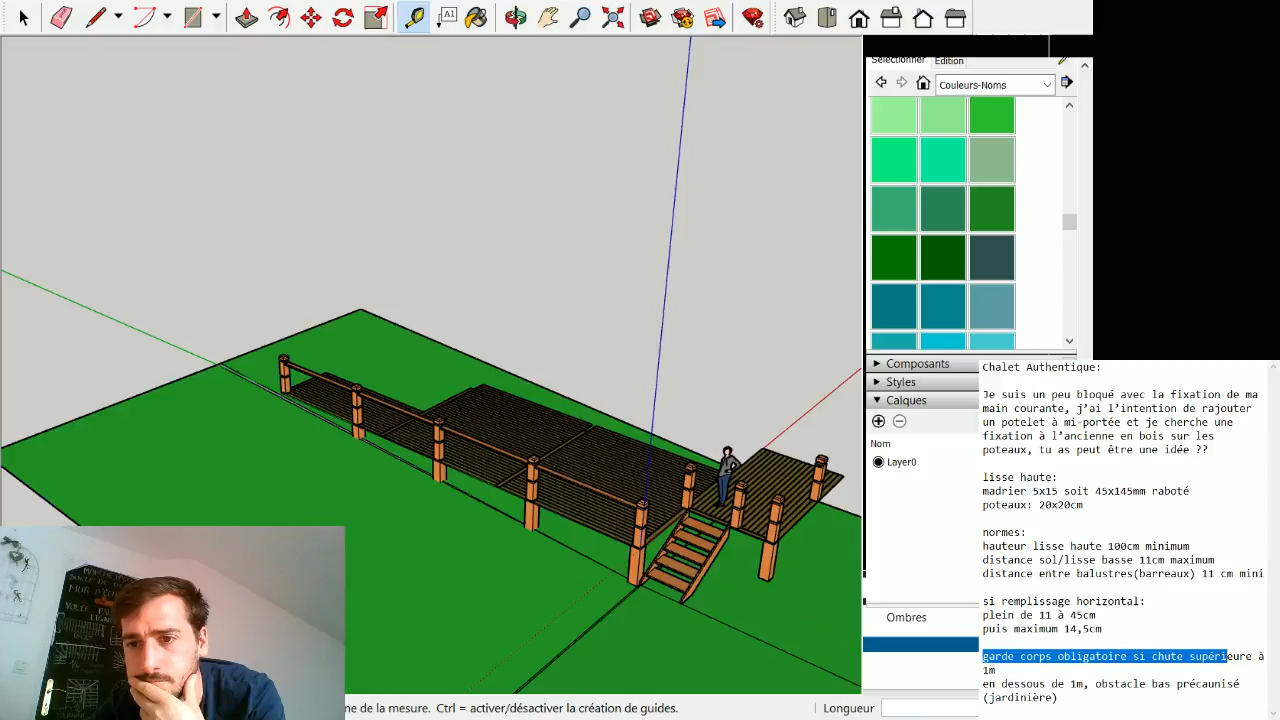 A1
Sélectionner Édition
Couleurs-Noms
Composants
Styles
Calques
Nom
Layer0
Ombres
Chalet Authentique:
Je suis un peu bloqué avec la fixation de ma
main courante, j’ai l’intention de rajouter
un potelet à mi-portée et je cherche une
fixation à l’ancienne en bois sur les
poteaux, tu as peut être une idée ??
lisse haute:
madrier 5x15 soit 45x145mm raboté
poteaux: 20x20cm
normes:
hauteur lisse haute 100cm minimum
distance sol/lisse basse 11cm maximum
distance entre balustres(barreaux) 11 cm mini
si remplissage horizontal:
plein de 11 à 45cm
puis maximum 14,5cm
garde corps obligatoire si chute supérieure à
1m
en dessous de 1m, obstacle bas précaunisé
(jardinière)
ne de la mesure. Ctrl = activer/désactiver la création de guides.
Longueur